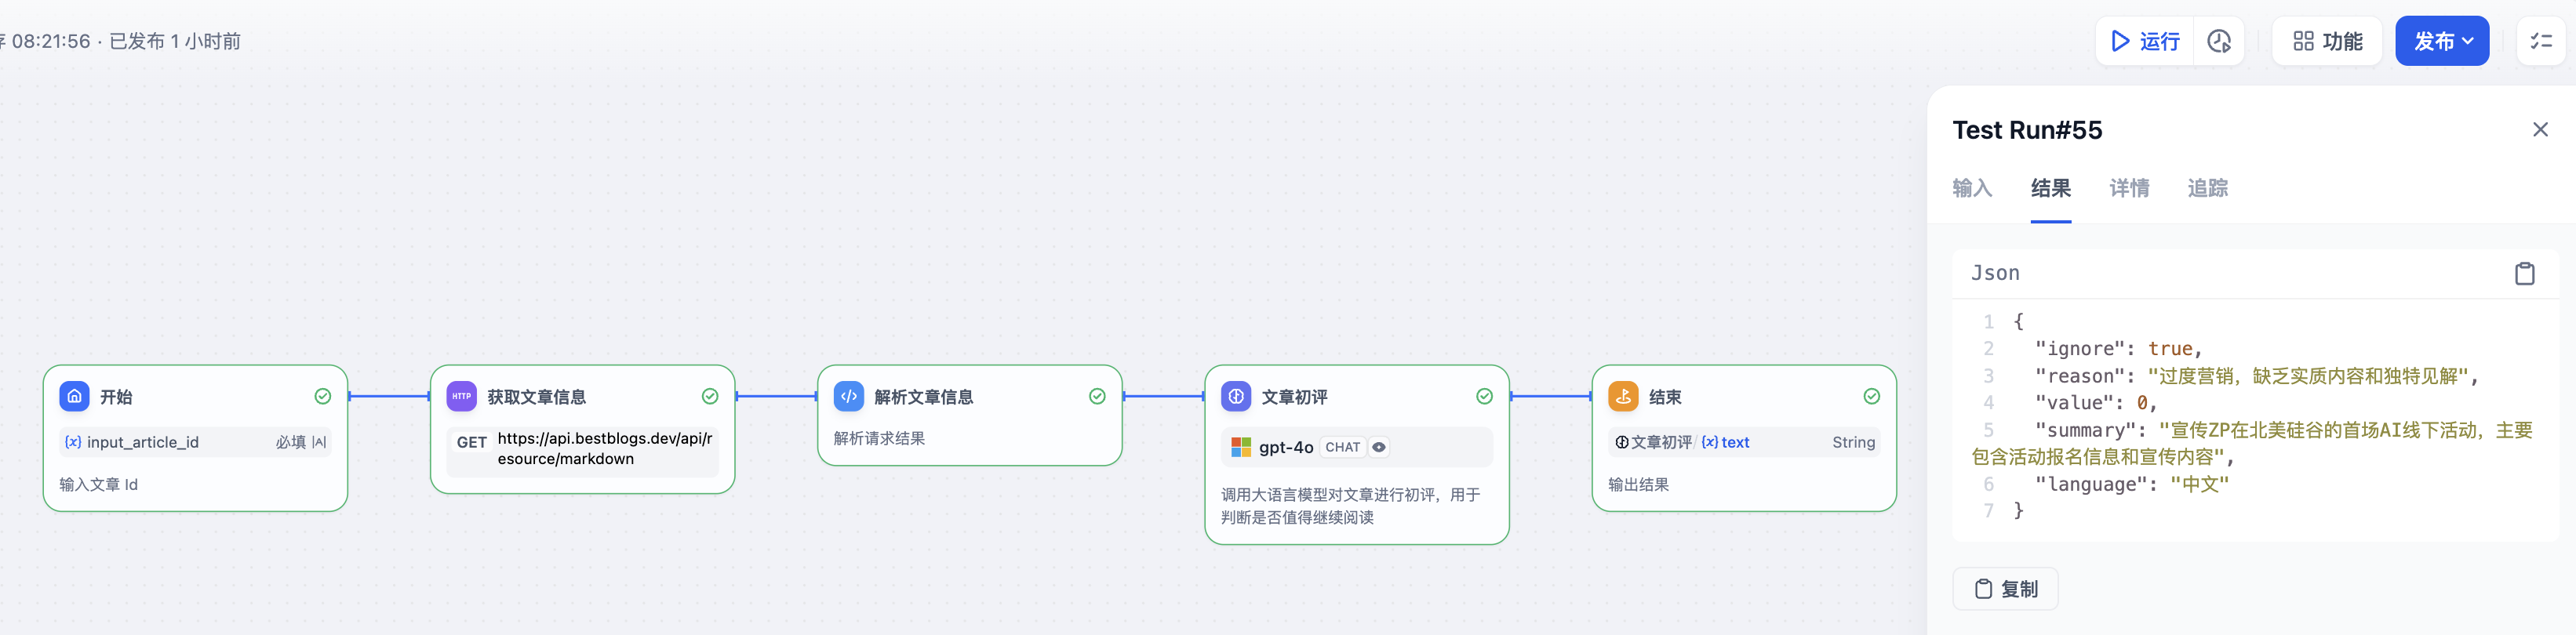 08:21:56 · 已发布 1 小时前
运行
功能
发布
Test Run#55
输入 结果 详情 追踪
Json
1 {
2 "ignore": true,
3 "reason": "过度营销，缺乏实质内容和独特见解",
4 "value": 0,
5 "summary": "宣传ZP在北美硅谷的首场AI线下活动，主要
包含活动报名信息和宣传内容",
6 "language": "中文"
7 }
复制
开始
{x} input_article_id 必填
输入文章 Id
HTTP 获取文章信息
GET https://api.bestblogs.dev/api/r
esource/markdown
解析文章信息
解析请求结果
文章初评
gpt-4o CHAT
调用大语言模型对文章进行初评，用于
判断是否值得继续阅读
结束
文章初评 / {x} text String
输出结果